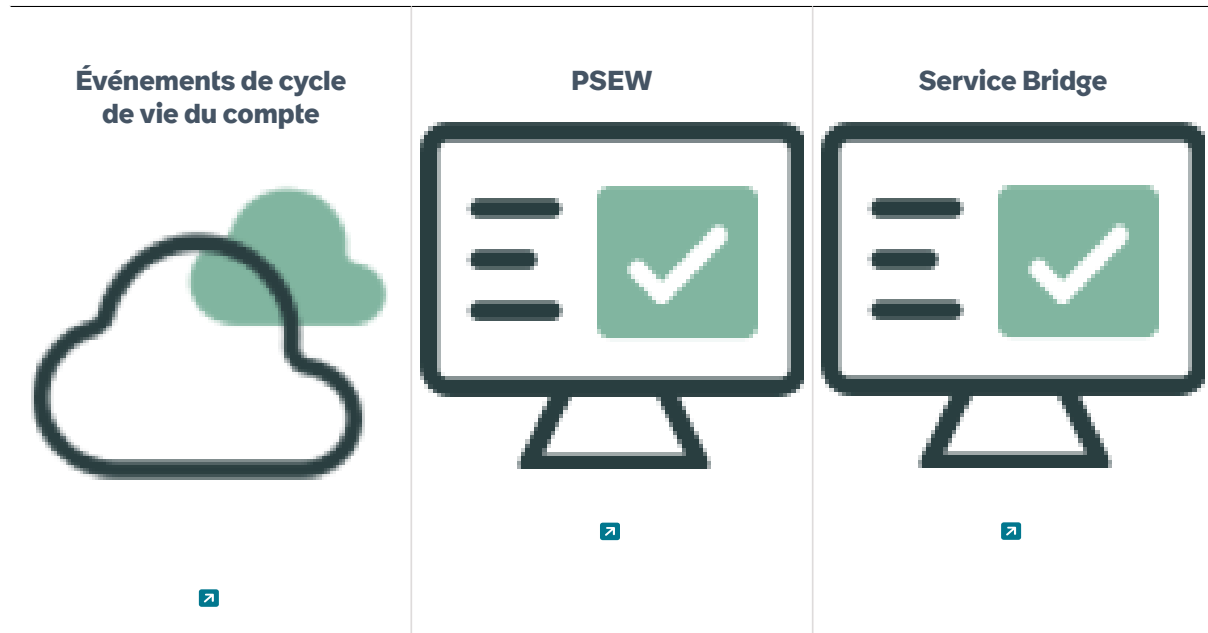 Événements de cycle
de vie du compte
PSEW
Service Bridge